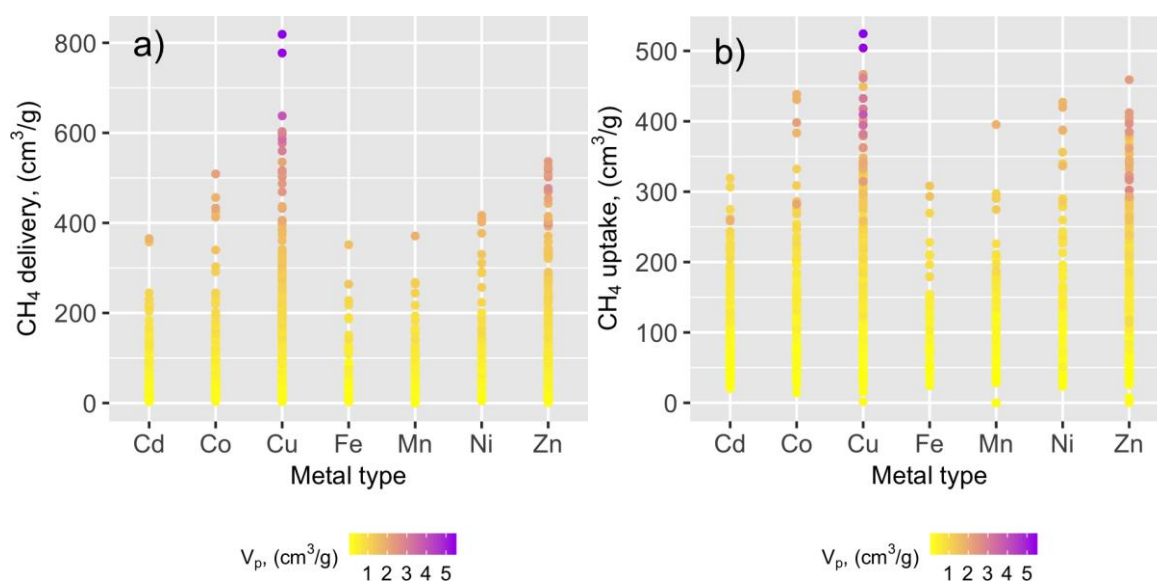 a)
CH₄ delivery, (cm³/g)
800
600
400
200
0
Cd Co Cu Fe Mn Ni Zn
Metal type
Vₚ, (cm³/g)
1 2 3 4 5
b)
CH₄ uptake, (cm³/g)
500
400
300
200
100
0
Cd Co Cu Fe Mn Ni Zn
Metal type
Vₚ, (cm³/g)
1 2 3 4 5